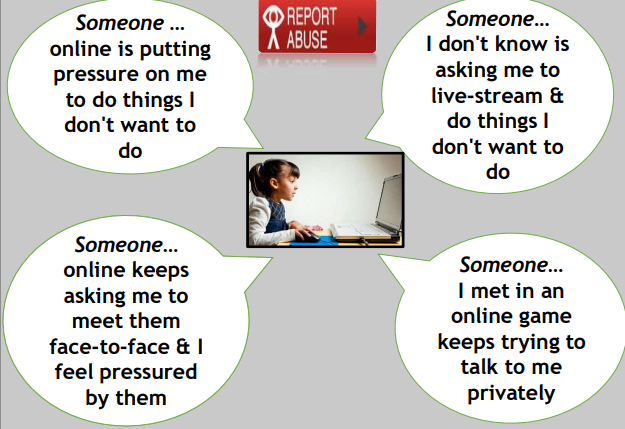 Someone ...
online is putting
pressure on me
to do things I
don't want to
do
REPORT
ABUSE
Someone...
I don't know is
asking me to
live-stream &
do things I
don't want to
do
Someone...
online keeps
asking me to
meet them
face-to-face & I
feel pressured
by them
Someone...
I met in an
online game
keeps trying to
talk to me
privately